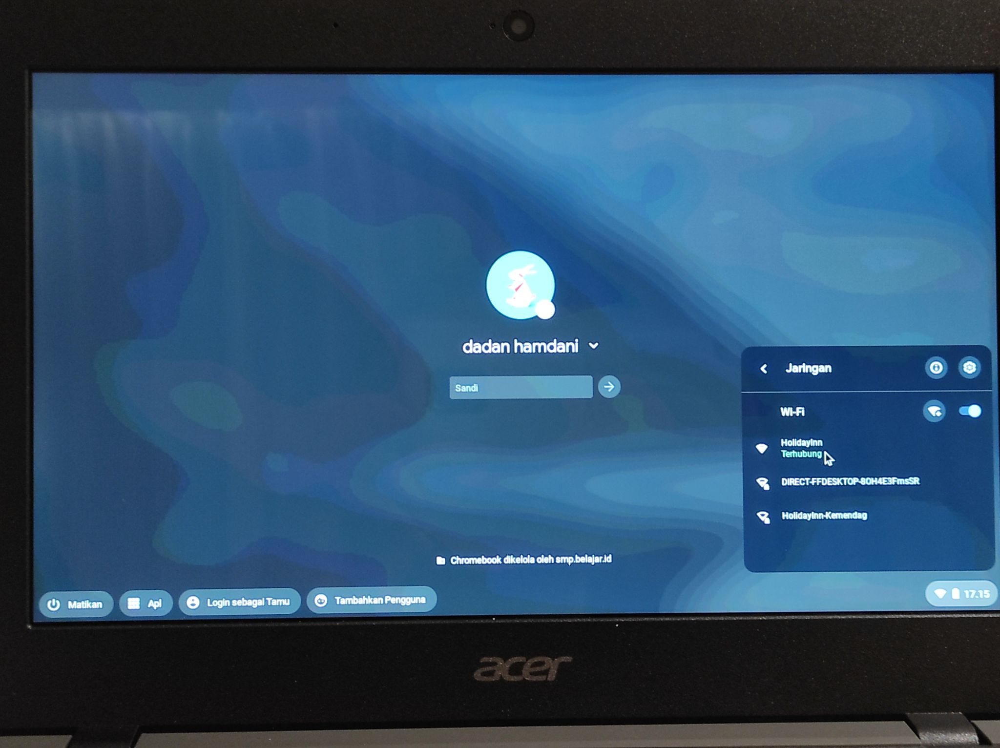 dadan hamdani
Sandi
Jaringan
Wi-Fi
HolidayInn
Terhubung
DIRECT-FFDESKTOP-8OH4E3FmsSR
HolidayInn-Kemendag
Chromebook dikelola oleh smp.belajar.id
Matikan
Apl
Login sebagai Tamu
Tambahkan Pengguna
17.15
acer